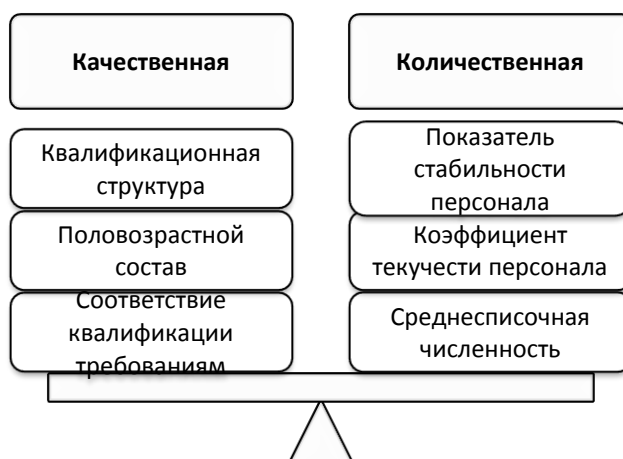 Качественная
Количественная
Квалификационная
структура
Половозрастной
состав
Соответствие
квалификации
требованиям
Показатель
стабильности
персонала
Коэффициент
текучести персонала
Среднесписочная
численность